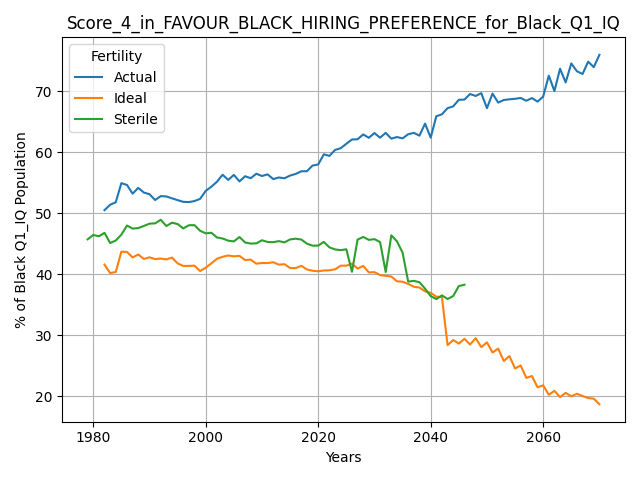 Score_4_in_FAVOUR_BLACK_HIRING_PREFERENCE_for_Black_Q1_IQ
Fertility
Actual
Ideal
Sterile
% of Black Q1_IQ Population
70
60
50
40
30
20
1980
2000
2020
2040
2060
Years